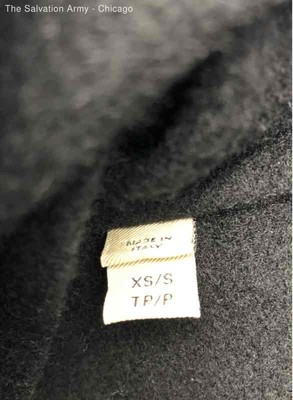 The Salvation Army - Chicago
MADE IN
ITALY
XS/S
TP/P